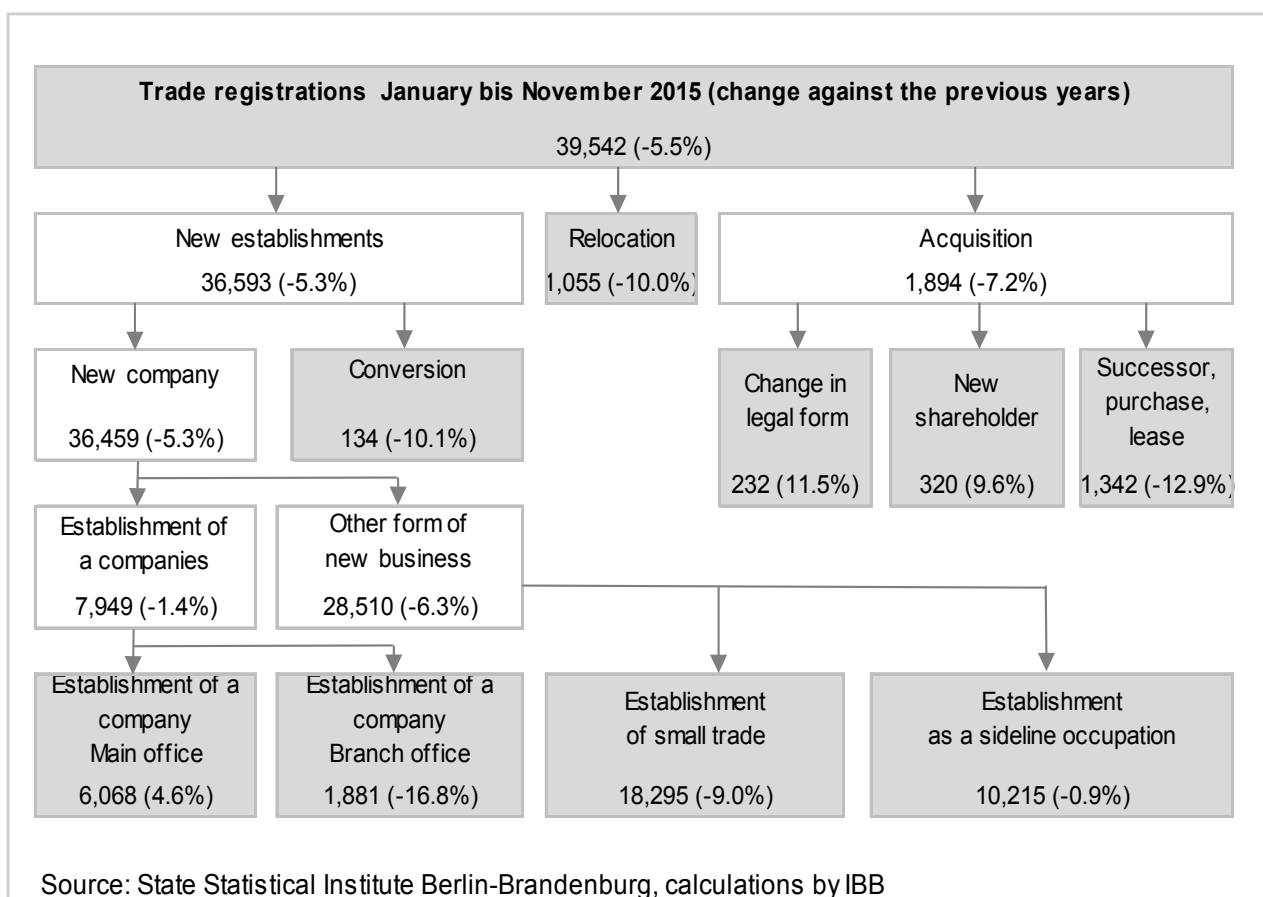 Trade registrations January bis November 2015 (change against the previous years)
39,542 (-5.5%)
New establishments
36,593 (-5.3%)
Relocation
1,055 (-10.0%)
Acquisition
1,894 (-7.2%)
New company
36,459 (-5.3%)
Conversion
134 (-10.1%)
Change in
legal form
232 (11.5%)
New
shareholder
320 (9.6%)
Successor,
purchase,
lease
1,342 (-12.9%)
Establishment of
a companies
7,949 (-1.4%)
Other form of
new business
28,510 (-6.3%)
Establishment of a
company
Main office
6,068 (4.6%)
Establishment of a
company
Branch office
1,881 (-16.8%)
Establishment
of small trade
18,295 (-9.0%)
Establishment
as a sideline occupation
10,215 (-0.9%)
Source: State Statistical Institute Berlin-Brandenburg, calculations by IBB